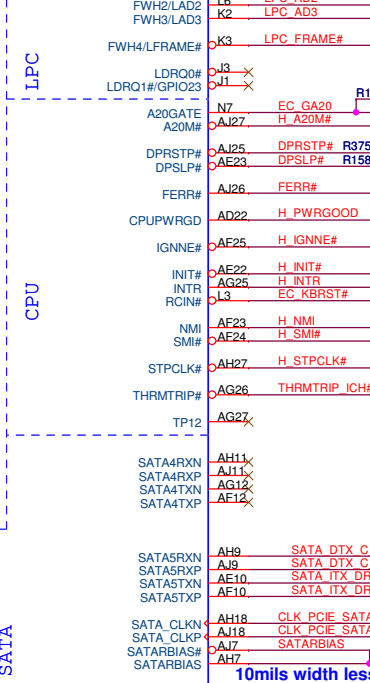 FWH2/LAD2 L6 LPC_AD2
FWH3/LAD3 K2 LPC_AD3
FWH4/LFRAME# K3 LPC_FRAME#
LPC
LDRQ0# J3
LDRQ1#/GPIO23 J1
R1
A20GATE N7 EC_GA20
A20M# AJ27 H_A20M#
DPRSTP# AJ25 DPRSTP# R375
DPSLP# AE23 DPSLP# R158
FERR# AJ26 FERR#
CPUPWRGD AD22 H_PWRGOOD
IGNNE# AF25 H_IGNNE#
CPU
INIT# AE22 H_INIT#
INTR AG25 H_INTR
RCIN# L3 EC_KBRST#
NMI AF23 H_NMI
SMI# AF24 H_SMI#
STPCLK# AH27 H_STPCLK#
THRMTRIP# AG26 THRMTRIP_ICH#
TP12 AG27
SATA4RXN AH11
SATA4RXP AJ11
SATA4TXN AG12
SATA4TXP AF12
SATA5RXN AH9 SATA_DTX_C
SATA5RXP AJ9 SATA_DTX_C
SATA5TXN AE10 SATA_ITX_DR
SATA5TXP AF10 SATA_ITX_DR
SATA
SATA_CLKN AH18 CLK_PCIE_SATA
SATA_CLKP AJ18 CLK_PCIE_SATA
SATARBIAS# AJ7 SATARBIAS
SATARBIAS AH7
10mils width less